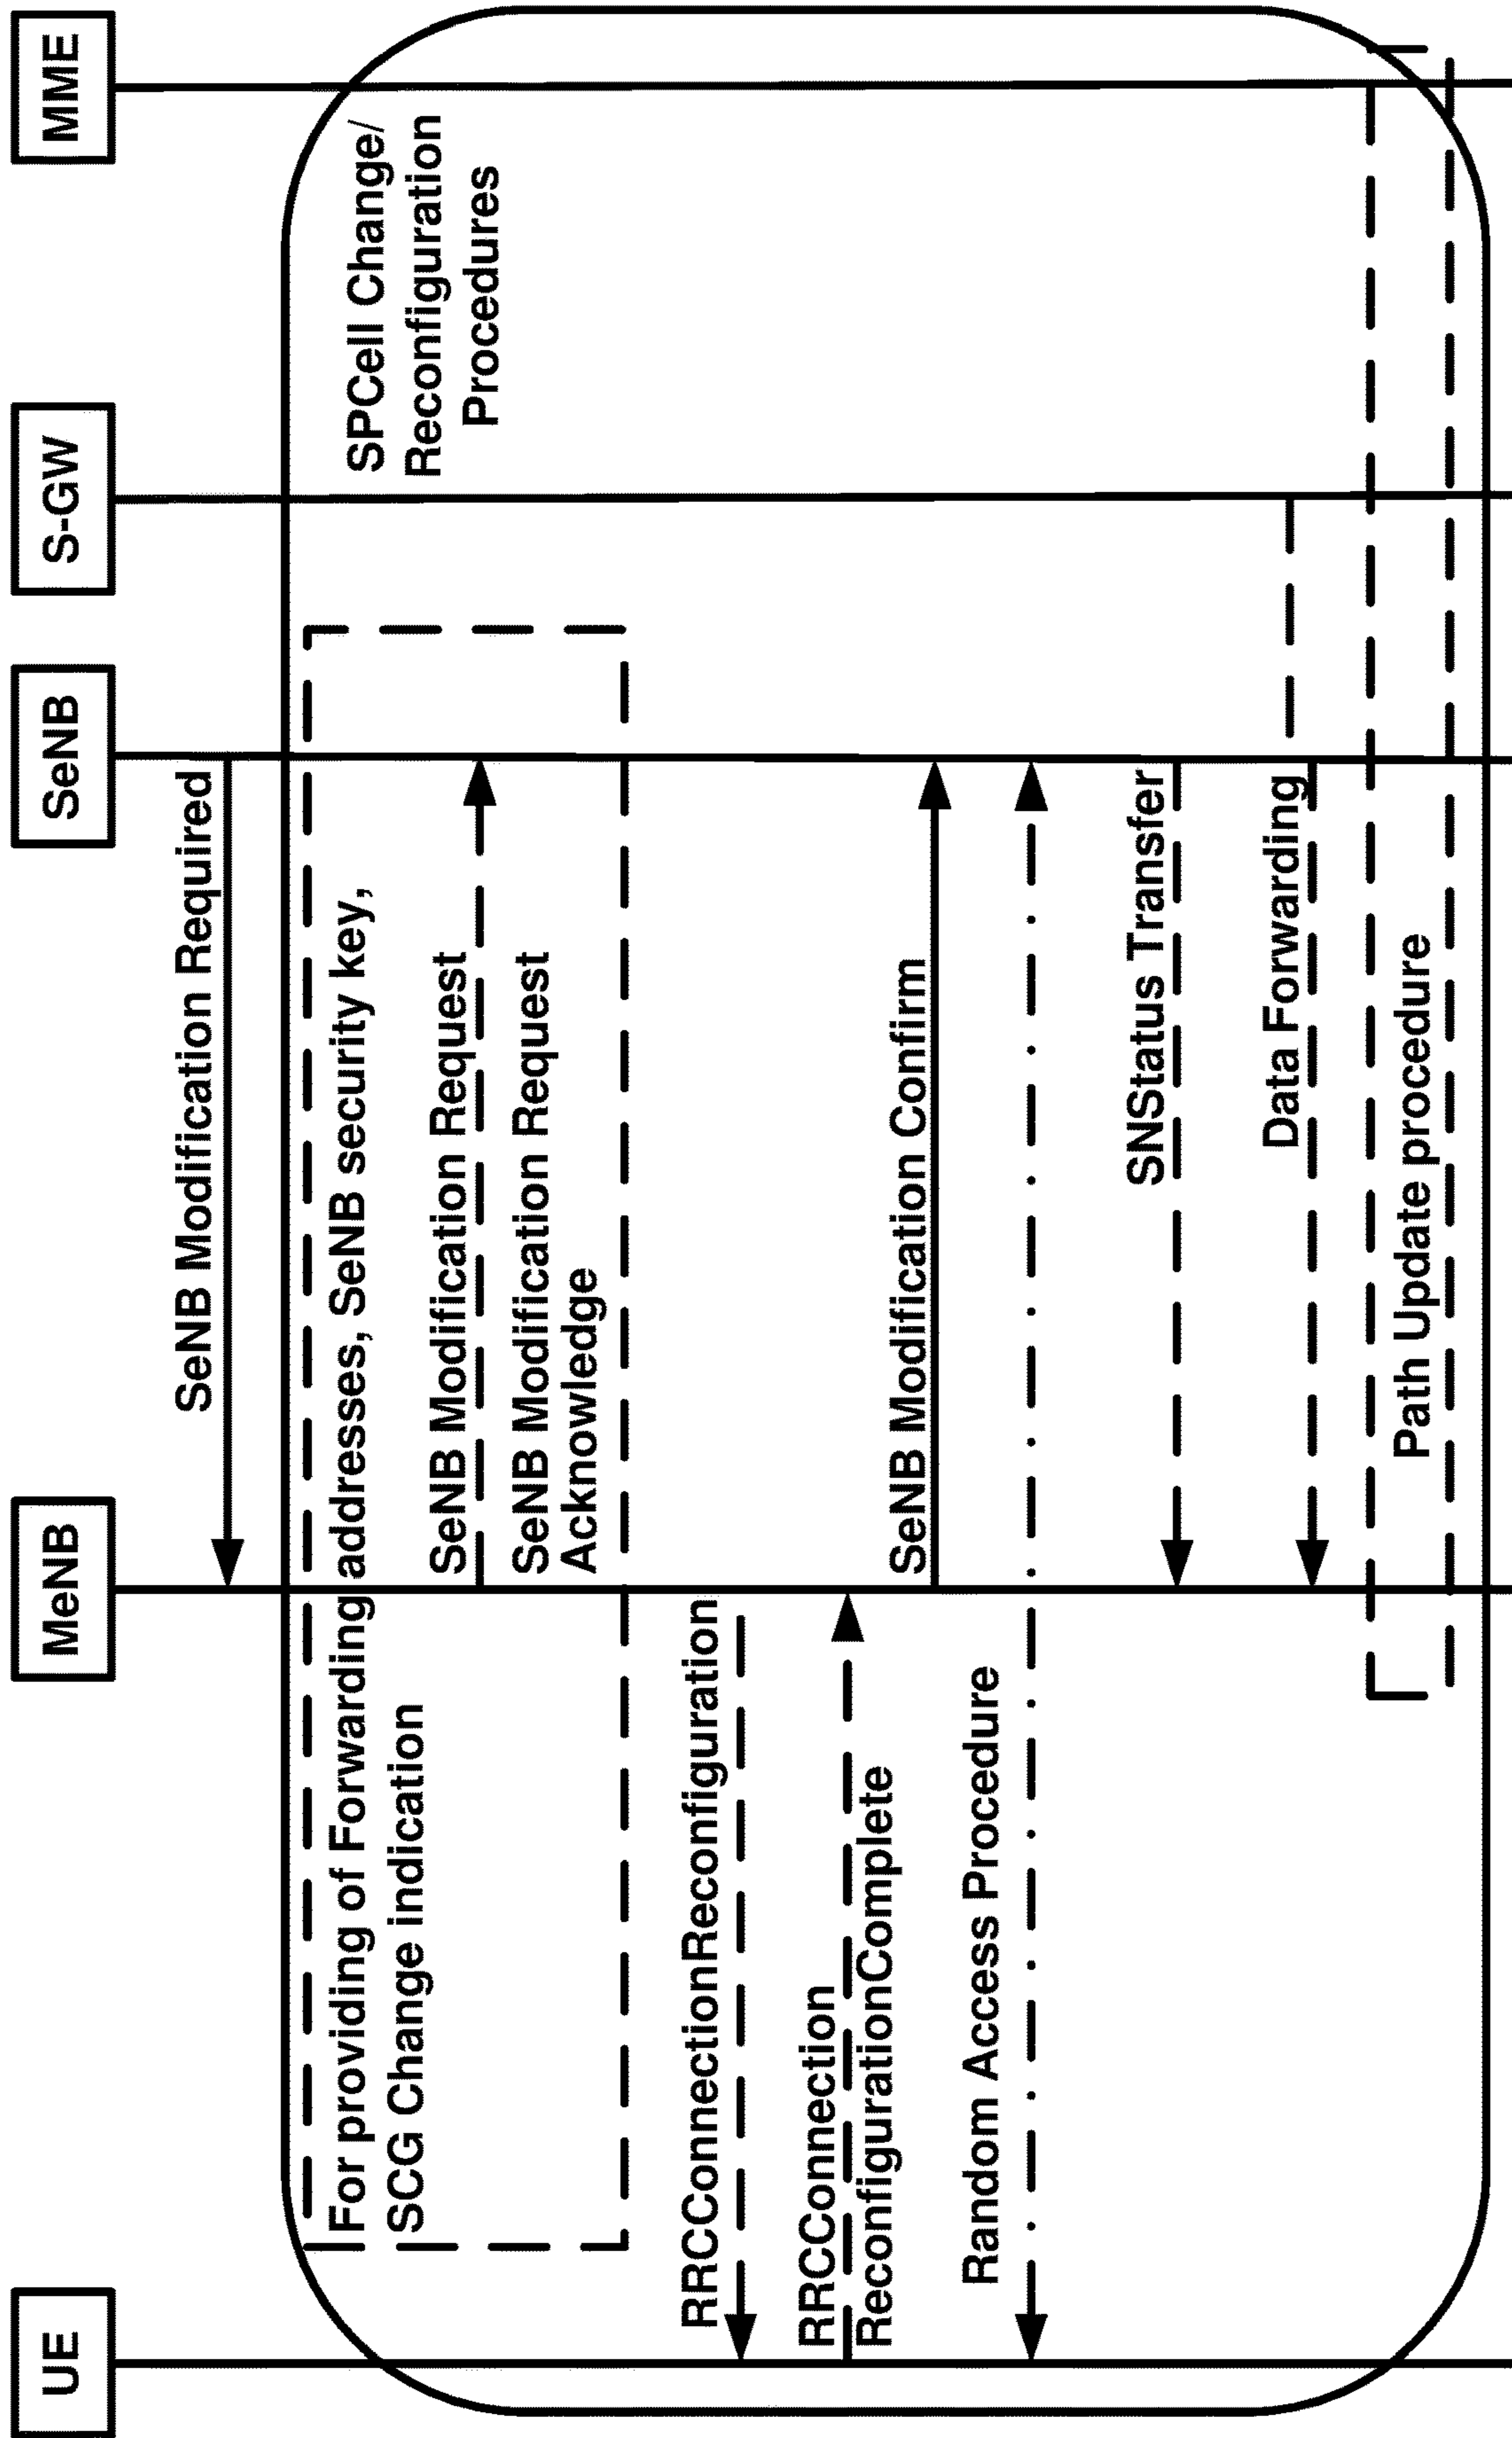 UE
MeNB
SeNB
S-GW
MME
SeNB Modification Required
For providing of Forwarding addresses, SeNB security key,
SCG Change indication
SPCell Change/
Reconfiguration
Procedures
SeNB Modification Request
SeNB Modification Request
Acknowledge
RRCConnectionReconfiguration
RRCConnection
ReconfigurationComplete
SeNB Modification Confirm
Random Access Procedure
SNStatus Transfer
Data Forwarding
Path Update procedure